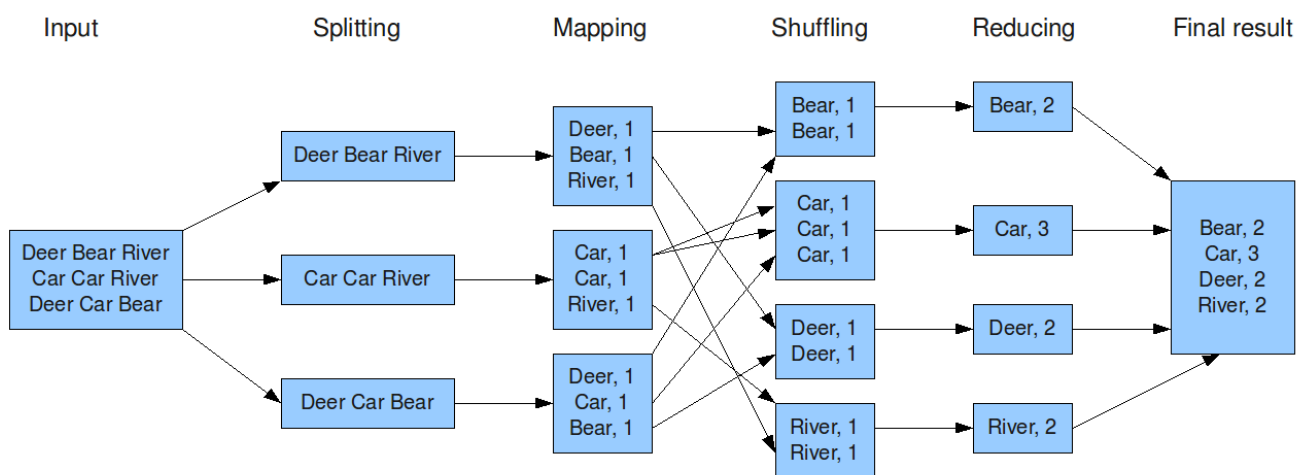 Input
Splitting
Mapping
Shuffling
Reducing
Final result
Deer Bear River
Car Car River
Deer Car Bear
Deer Bear River
Car Car River
Deer Car Bear
Deer, 1
Bear, 1
River, 1
Car, 1
Car, 1
River, 1
Deer, 1
Car, 1
Bear, 1
Bear, 1
Bear, 1
Car, 1
Car, 1
Car, 1
Deer, 1
Deer, 1
River, 1
River, 1
Bear, 2
Car, 3
Deer, 2
River, 2
Bear, 2
Car, 3
Deer, 2
River, 2